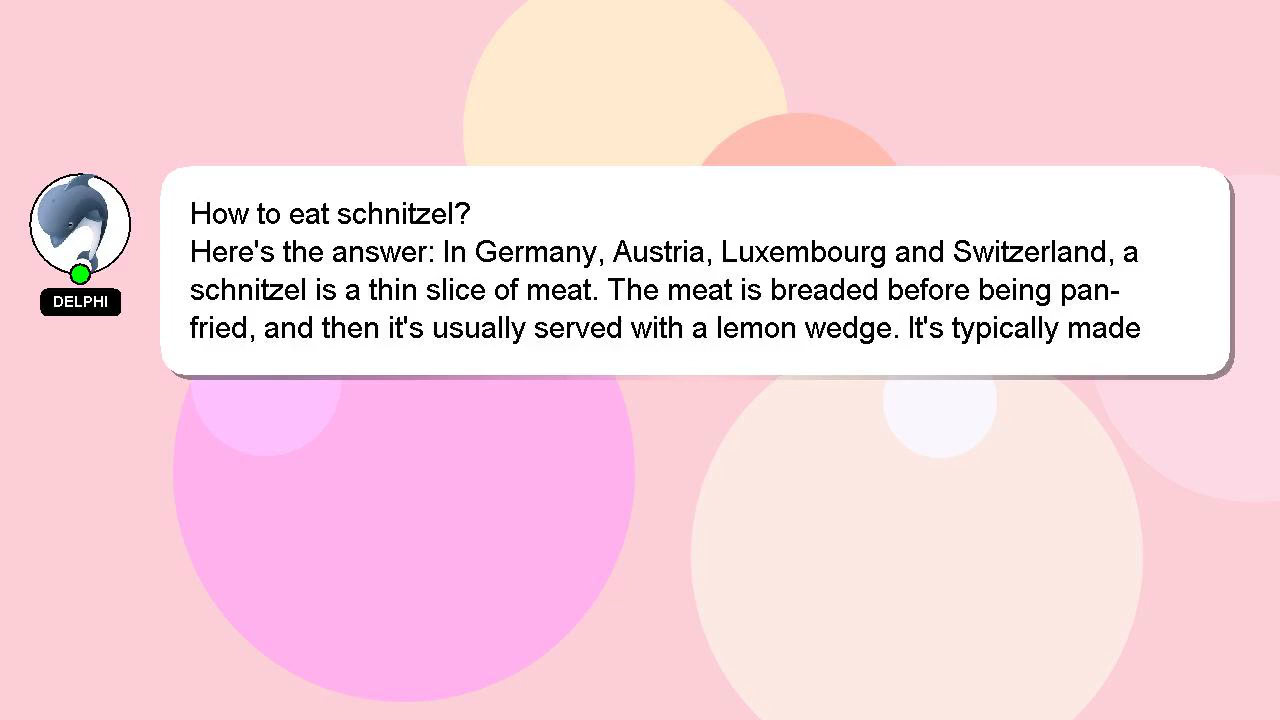 How to eat schnitzel?
Here's the answer: In Germany, Austria, Luxembourg and Switzerland, a
schnitzel is a thin slice of meat. The meat is breaded before being pan-
fried, and then it's usually served with a lemon wedge. It's typically made
DELPHI